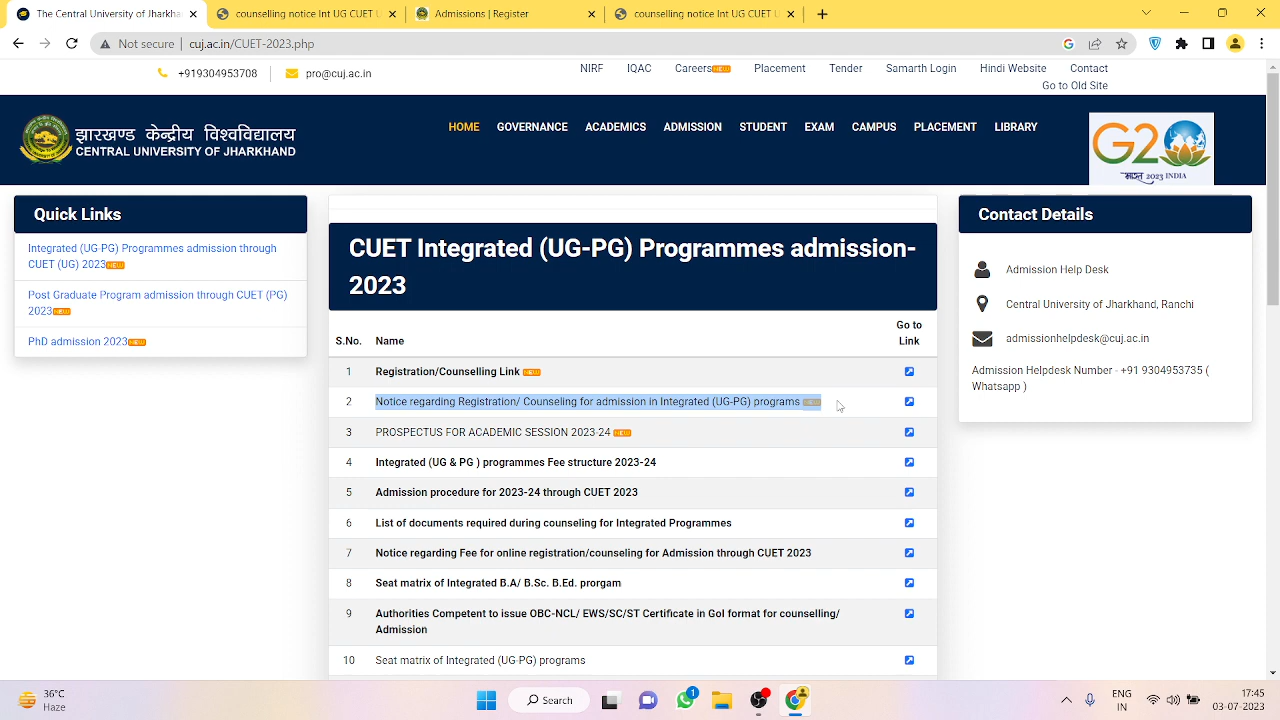 The Central University of Jharkha
counselling notice Int UG CUET U
Admissions | Register
counselling notice Int UG CUET U
Not secure
cuj.ac.in/CUET-2023.php
+919304953708
pro@cuj.ac.in
NIRF IQAC Careers NEW Placement Tender Samarth Login Hindi Website Contact
Go to Old Site
झारखण्ड केन्द्रीय विश्वविद्यालय
CENTRAL UNIVERSITY OF JHARKHAND
HOME GOVERNANCE ACADEMICS ADMISSION STUDENT EXAM CAMPUS PLACEMENT LIBRARY
G20
भारत 2023 INDIA
Quick Links
Integrated (UG-PG) Programmes admission through
CUET (UG) 2023 NEW
Post Graduate Program admission through CUET (PG)
2023 NEW
PhD admission 2023 NEW
CUET Integrated (UG-PG) Programmes admission-
2023
S.No. Name Go to Link
1 Registration/Counselling Link NEW
2 Notice regarding Registration/ Counseling for admission in Integrated (UG-PG) programs NEW
3 PROSPECTUS FOR ACADEMIC SESSION 2023-24 NEW
4 Integrated (UG & PG ) programmes Fee structure 2023-24
5 Admission procedure for 2023-24 through CUET 2023
6 List of documents required during counseling for Integrated Programmes
7 Notice regarding Fee for online registration/counseling for Admission through CUET 2023
8 Seat matrix of Integrated B.A/ B.Sc. B.Ed. prorgam
9 Authorities Competent to issue OBC-NCL/ EWS/SC/ST Certificate in GoI format for counselling/
Admission
10 Seat matrix of Integrated (UG-PG) programs
Contact Details
Admission Help Desk
Central University of Jharkhand, Ranchi
admissionhelpdesk@cuj.ac.in
Admission Helpdesk Number - +91 9304953735 (
Whatsapp )
36°C
Haze
Search
1
ENG
IN
17:45
03-07-2023